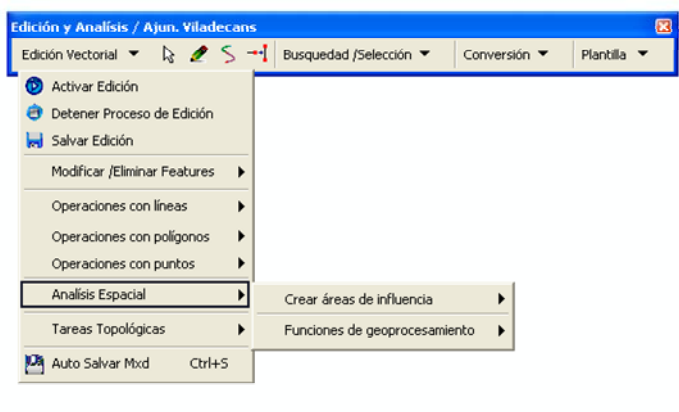 Edición y Analísis / Ajun. Viladecans
Edición Vectorial Busquedad /Selección Conversión Plantilla
Activar Edición
Detener Proceso de Edición
Salvar Edición
Modificar /Eliminar Features
Operaciones con líneas
Operaciones con polígonos
Operaciones con puntos
Analísis Espacial
Crear áreas de influencia
Tareas Topológicas
Funciones de geoprocesamiento
Auto Salvar Mxd Ctrl+S